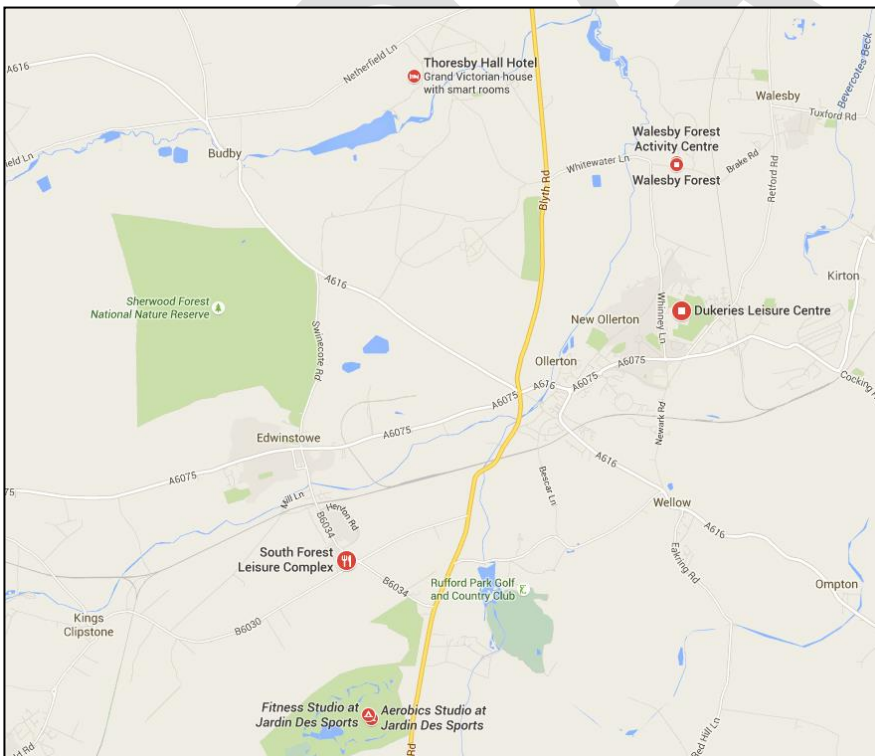 A616
Netherfield Ln
Thoresby Hall Hotel
Grand Victorian house
with smart rooms
Bevercotes Beck
Walesby
Tuxford Rd
Walesby Forest
Activity Centre
Walesby Forest
Brake Rd
Retford Rd
Whitewater Ln
Blyth Rd
Budby
Ln
Sherwood Forest
National Nature Reserve
A616
Swinecote Rd
Kirton
Dukeries Leisure Centre
New Ollerton
Whinney Ln
Ollerton
A6075
A616
A6075
A6075
Cocking
Edwinstowe
A6075
A6075
75
Newark Rd
A616
Mill Ln
Henton Rd
B6034
Bescar Ln
Wellow
A616
Eakring Rd
South Forest
Leisure Complex
B6034
Rufford Park Golf
and Country Club
Ompton
Kings
Clipstone
B6030
Fitness Studio at
Jardin Des Sports
Aerobics Studio at
Jardin Des Sports
Red Hill Ln
Rd
Rd